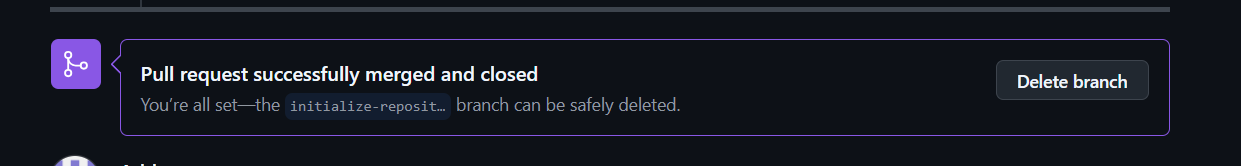 Pull request successfully merged and closed
You’re all set—the initialize-reposit… branch can be safely deleted.
Delete branch